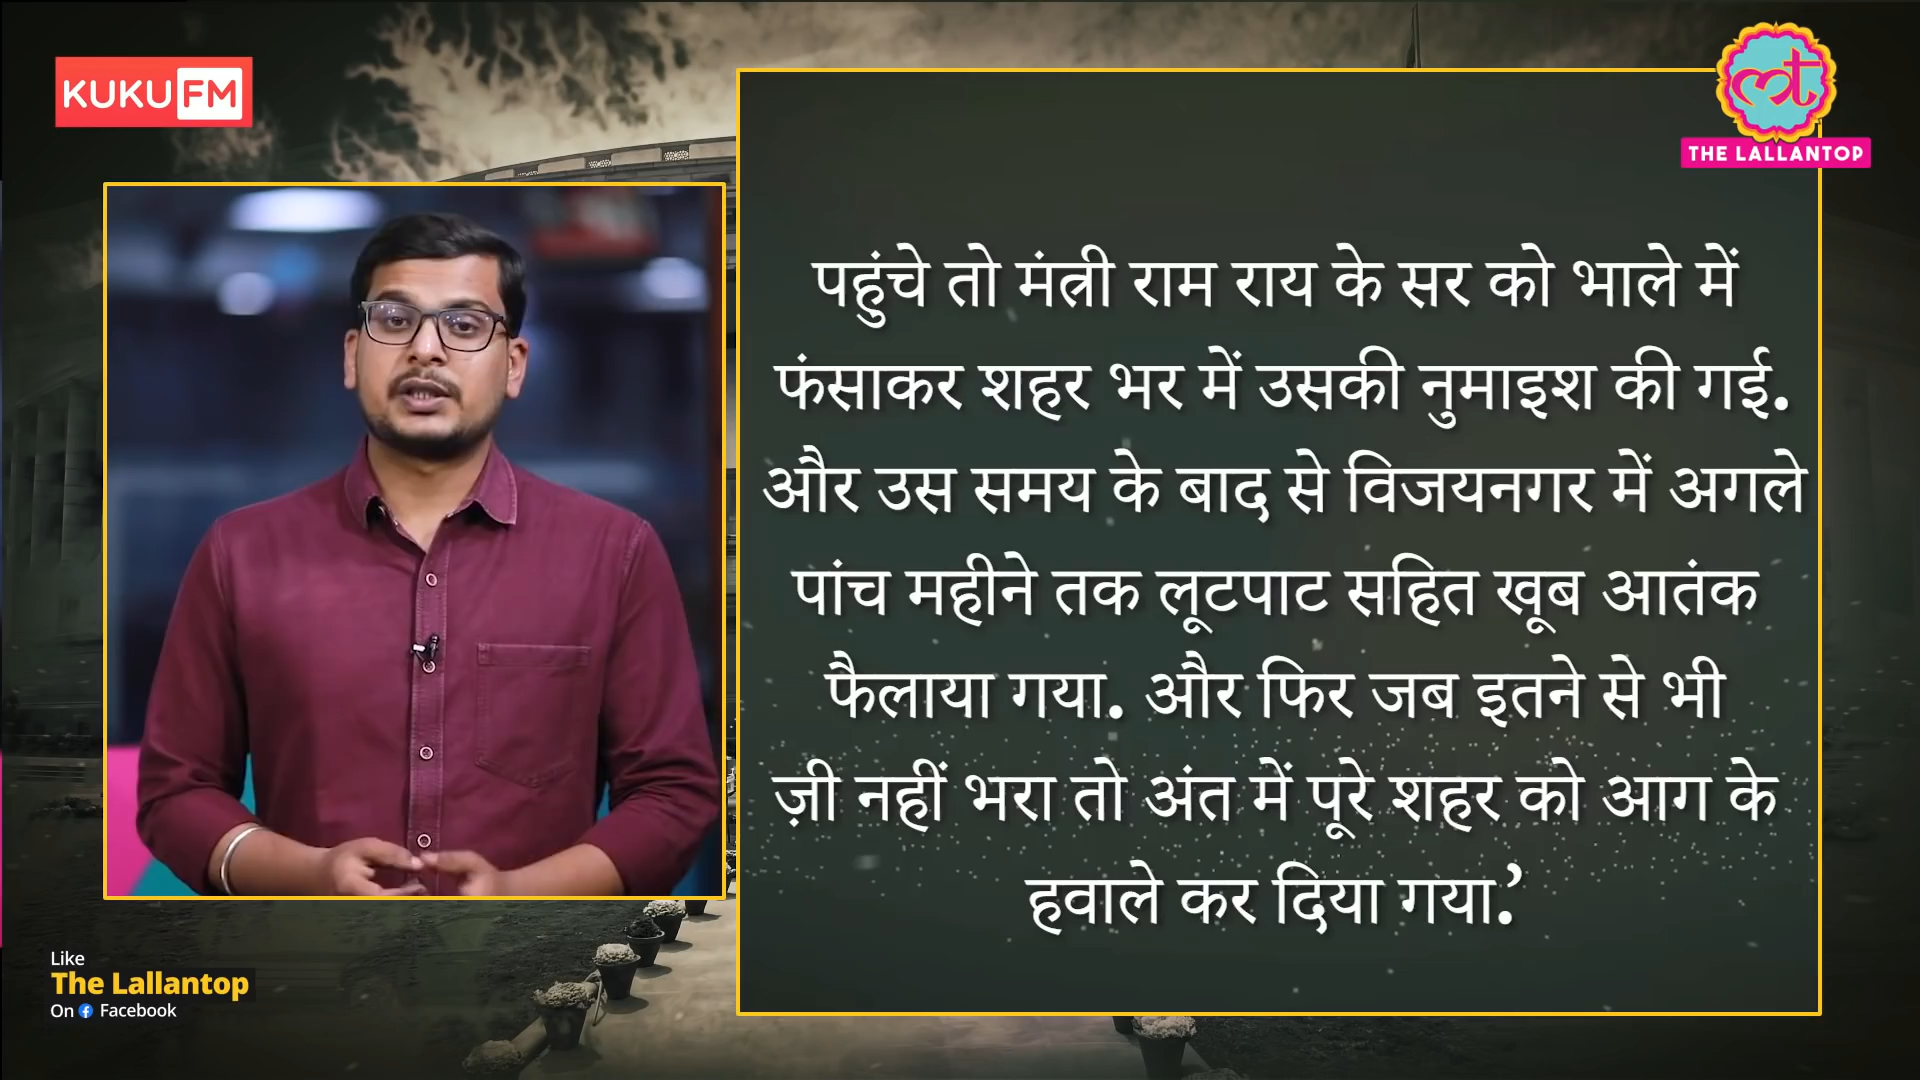 KUKU FM
THE LALLANTOP
पहुंचे तो मंत्री राम राय के सर को भाले में
फंसाकर शहर भर में उसकी नुमाइश की गई.
और उस समय के बाद से विजयनगर में अगले
पांच महीने तक लूटपाट सहित खूब आतंक
फैलाया गया. और फिर जब इतने से भी
ज़ी नहीं भरा तो अंत में पूरे शहर को आग के
हवाले कर दिया गया.’
Like
The Lallantop
On Facebook